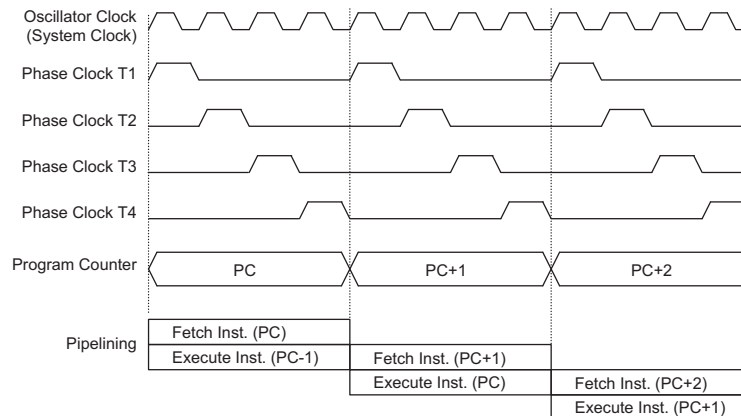 Oscillator Clock
(System Clock)
Phase Clock T1
Phase Clock T2
Phase Clock T3
Phase Clock T4
Program Counter
PC
PC+1
PC+2
Pipelining
Fetch Inst. (PC)
Execute Inst. (PC-1)
Fetch Inst. (PC+1)
Execute Inst. (PC)
Fetch Inst. (PC+2)
Execute Inst. (PC+1)